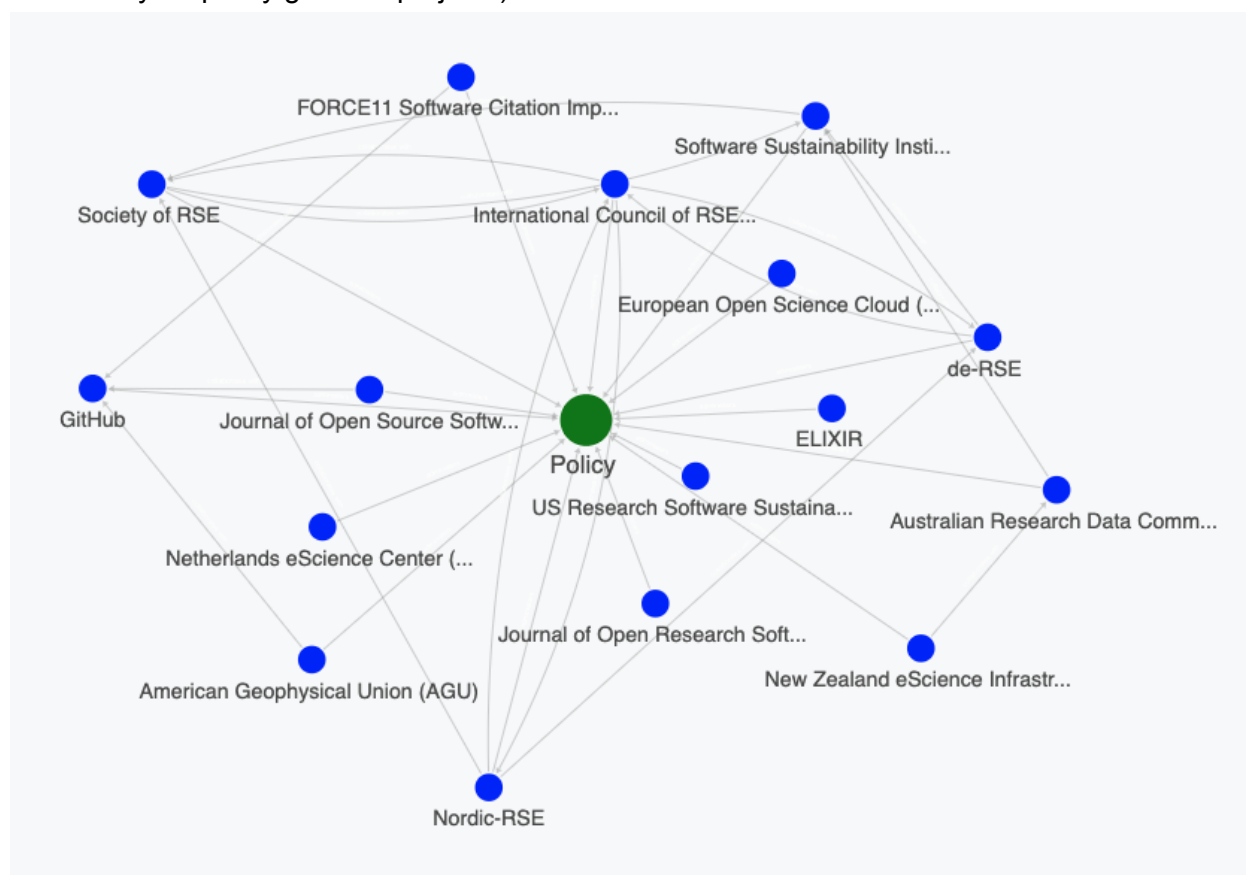 FORCE11 Software Citation Imp...
Software Sustainability Insti...
Society of RSE
International Council of RSE...
European Open Science Cloud (...
de-RSE
GitHub
Journal of Open Source Softw...
ELIXIR
Policy
US Research Software Sustaina...
Australian Research Data Comm...
Netherlands eScience Center (...
Journal of Open Research Soft...
New Zealand eScience Infrastr...
American Geophysical Union (AGU)
Nordic-RSE